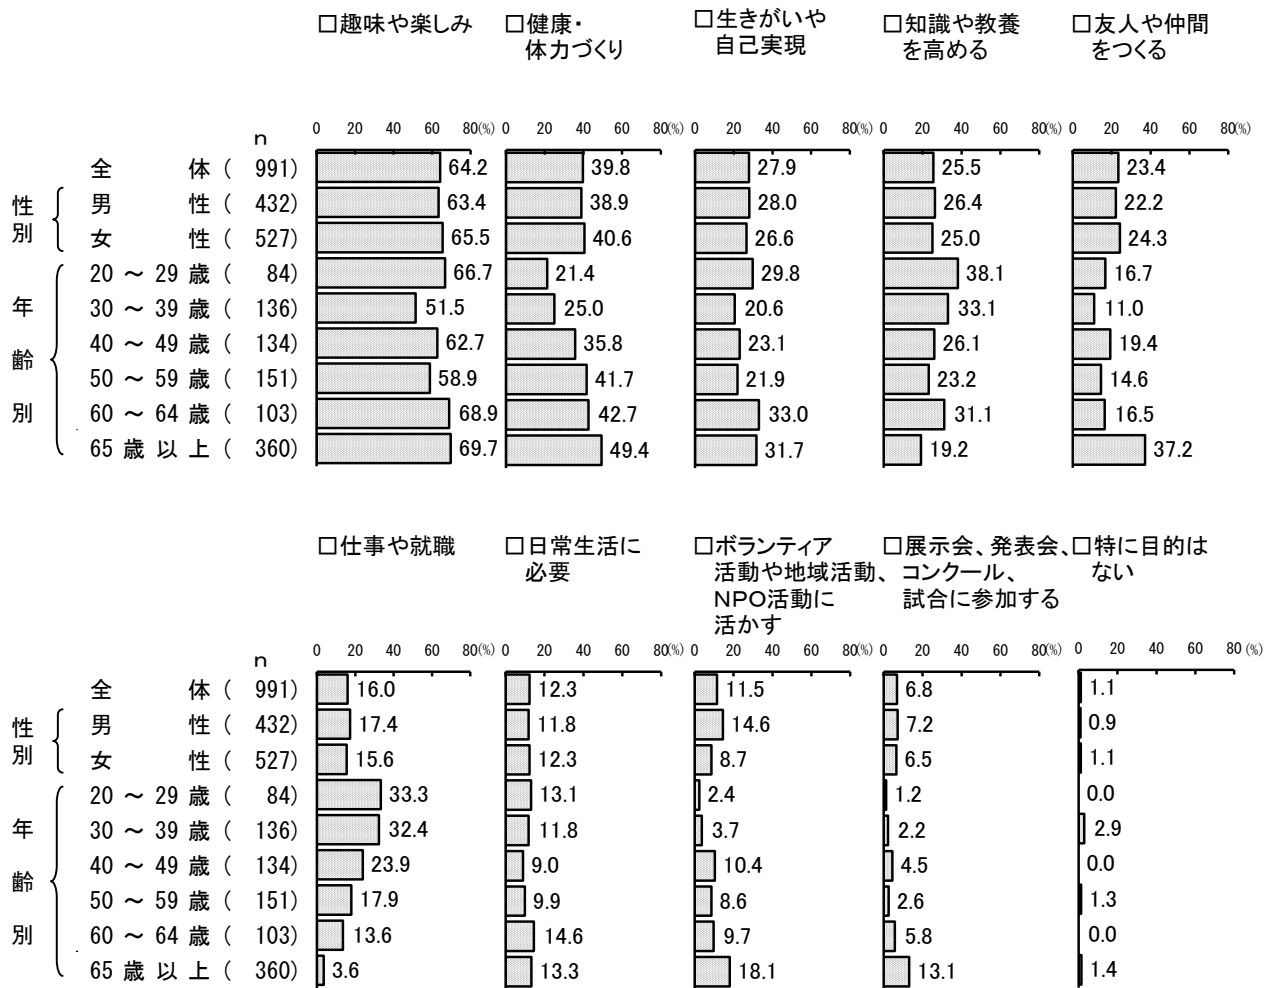 □趣味や楽しみ □健康・ □生きがいや □知識や教養 □友人や仲間
体力づくり 自己実現 を高める をつくる
n 0 20 40 60 80(%) 0 20 40 60 80(%) 0 20 40 60 80(%) 0 20 40 60 80(%) 0 20 40 60 80(%)
全 体 ( 991) 64.2 39.8 27.9 25.5 23.4
性別 男 性 ( 432) 63.4 38.9 28.0 26.4 22.2
女 性 ( 527) 65.5 40.6 26.6 25.0 24.3
年齢別 20 ～ 29 歳 ( 84) 66.7 21.4 29.8 38.1 16.7
30 ～ 39 歳 ( 136) 51.5 25.0 20.6 33.1 11.0
40 ～ 49 歳 ( 134) 62.7 35.8 23.1 26.1 19.4
50 ～ 59 歳 ( 151) 58.9 41.7 21.9 23.2 14.6
60 ～ 64 歳 ( 103) 68.9 42.7 33.0 31.1 16.5
65 歳 以 上 ( 360) 69.7 49.4 31.7 19.2 37.2
□仕事や就職 □日常生活に □ボランティア □展示会、発表会、 □特に目的は
必要 活動や地域活動、 コンクール、 ない
NPO活動に 試合に参加する
活かす
n 0 20 40 60 80(%) 0 20 40 60 80(%) 0 20 40 60 80(%) 0 20 40 60 80(%) 0 20 40 60 80 (%)
全 体 ( 991) 16.0 12.3 11.5 6.8 1.1
性別 男 性 ( 432) 17.4 11.8 14.6 7.2 0.9
女 性 ( 527) 15.6 12.3 8.7 6.5 1.1
年齢別 20 ～ 29 歳 ( 84) 33.3 13.1 2.4 1.2 0.0
30 ～ 39 歳 ( 136) 32.4 11.8 3.7 2.2 2.9
40 ～ 49 歳 ( 134) 23.9 9.0 10.4 4.5 0.0
50 ～ 59 歳 ( 151) 17.9 9.9 8.6 2.6 1.3
60 ～ 64 歳 ( 103) 13.6 14.6 9.7 5.8 0.0
65 歳 以 上 ( 360) 3.6 13.3 18.1 13.1 1.4